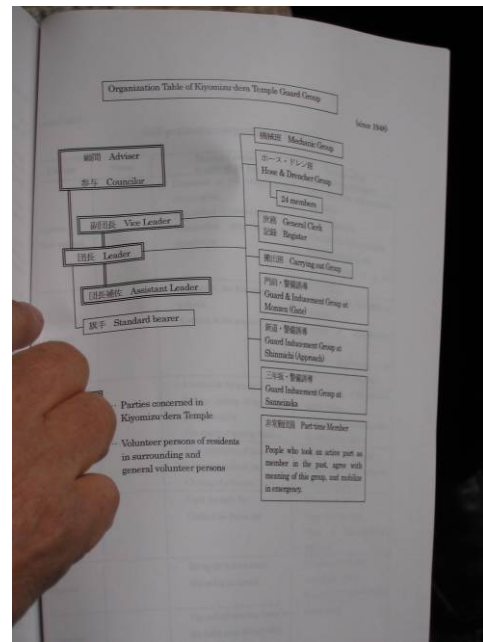 Organization Table of Kiyomizu-dera Temple Guard Group
(since 1948)
顧問 Adviser
参与 Councilor
副団長 Vice Leader
団長 Leader
団長補佐 Assistant Leader
旗手 Standard bearer
機械班 Mechanic Group
ホース・ドレン班
Hose & Drencher Group
24 members
庶務 General Clerk
記録 Register
搬出班 Carrying out Group
門前・警備誘導
Guard & Inducement Group at
Monzen (Gate)
新道・警備誘導
Guard Inducement Group at
Shinmichi (Approach)
三年坂・警備誘導
Guard Inducement Group at
Sanneizaka
非常勤団員 Part-time Member
People who took an active part as
member in the past, agree with
meaning of this group, and mobilize
in emergency.
Parties concerned in
Kiyomizu-dera Temple
Volunteer persons of residents
in surrounding and
general volunteer persons